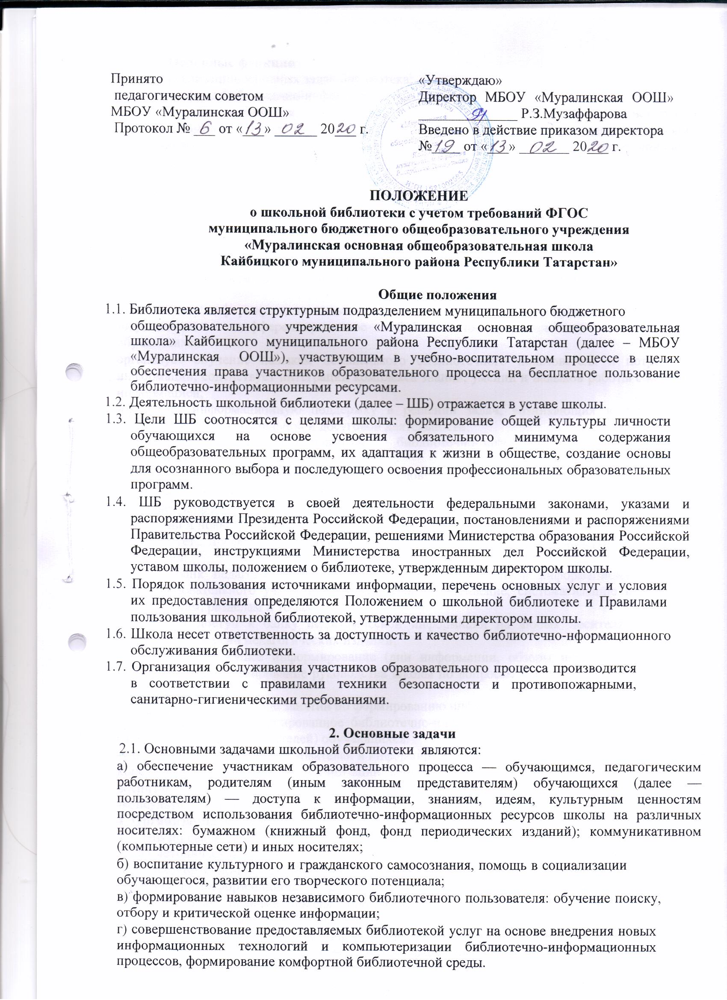 Принято
педагогическим советом
МБОУ «Муралинская ООШ»
Протокол № 6 от «13» 02 2020 г.
«Утверждаю»
Директор МБОУ «Муралинская ООШ»
Р.З.Музаффарова
Введено в действие приказом директора
№ 19 от «13» 02 2020 г.
ПОЛОЖЕНИЕ
о школьной библиотеки с учетом требований ФГОС
муниципального бюджетного общеобразовательного учреждения
«Муралинская основная общеобразовательная школа
Кайбицкого муниципального района Республики Татарстан»
Общие положения
1.1. Библиотека является структурным подразделением муниципального бюджетного
общеобразовательного учреждения «Муралинская основная общеобразовательная
школа» Кайбицкого муниципального района Республики Татарстан (далее – МБОУ
«Муралинская ООШ»), участвующим в учебно-воспитательном процессе в целях
обеспечения права участников образовательного процесса на бесплатное пользование
библиотечно-информационными ресурсами.
1.2. Деятельность школьной библиотеки (далее – ШБ) отражается в уставе школы.
1.3. Цели ШБ соотносятся с целями школы: формирование общей культуры личности
обучающихся на основе усвоения обязательного минимума содержания
общеобразовательных программ, их адаптация к жизни в обществе, создание основы
для осознанного выбора и последующего освоения профессиональных образовательных
программ.
1.4. ШБ руководствуется в своей деятельности федеральными законами, указами и
распоряжениями Президента Российской Федерации, постановлениями и распоряжениями
Правительства Российской Федерации, решениями Министерства образования Российской
Федерации, инструкциями Министерства иностранных дел Российской Федерации,
уставом школы, положением о библиотеке, утвержденным директором школы.
1.5. Порядок пользования источниками информации, перечень основных услуг и условия
их предоставления определяются Положением о школьной библиотеке и Правилами
пользования школьной библиотекой, утвержденными директором школы.
1.6. Школа несет ответственность за доступность и качество библиотечно-нформационного
обслуживания библиотеки.
1.7. Организация обслуживания участников образовательного процесса производится
в соответствии с правилами техники безопасности и противопожарными,
санитарно-гигиеническими требованиями.
2. Основные задачи
2.1. Основными задачами школьной библиотеки являются:
а) обеспечение участникам образовательного процесса — обучающимся, педагогическим
работникам, родителям (иным законным представителям) обучающихся (далее —
пользователям) — доступа к информации, знаниям, идеям, культурным ценностям
посредством использования библиотечно-информационных ресурсов школы на различных
носителях: бумажном (книжный фонд, фонд периодических изданий); коммуникативном
(компьютерные сети) и иных носителях;
б) воспитание культурного и гражданского самосознания, помощь в социализации
обучающегося, развитии его творческого потенциала;
в) формирование навыков независимого библиотечного пользователя: обучение поиску,
отбору и критической оценке информации;
г) совершенствование предоставляемых библиотекой услуг на основе внедрения новых
информационных технологий и компьютеризации библиотечно-информационных
процессов, формирование комфортной библиотечной среды.